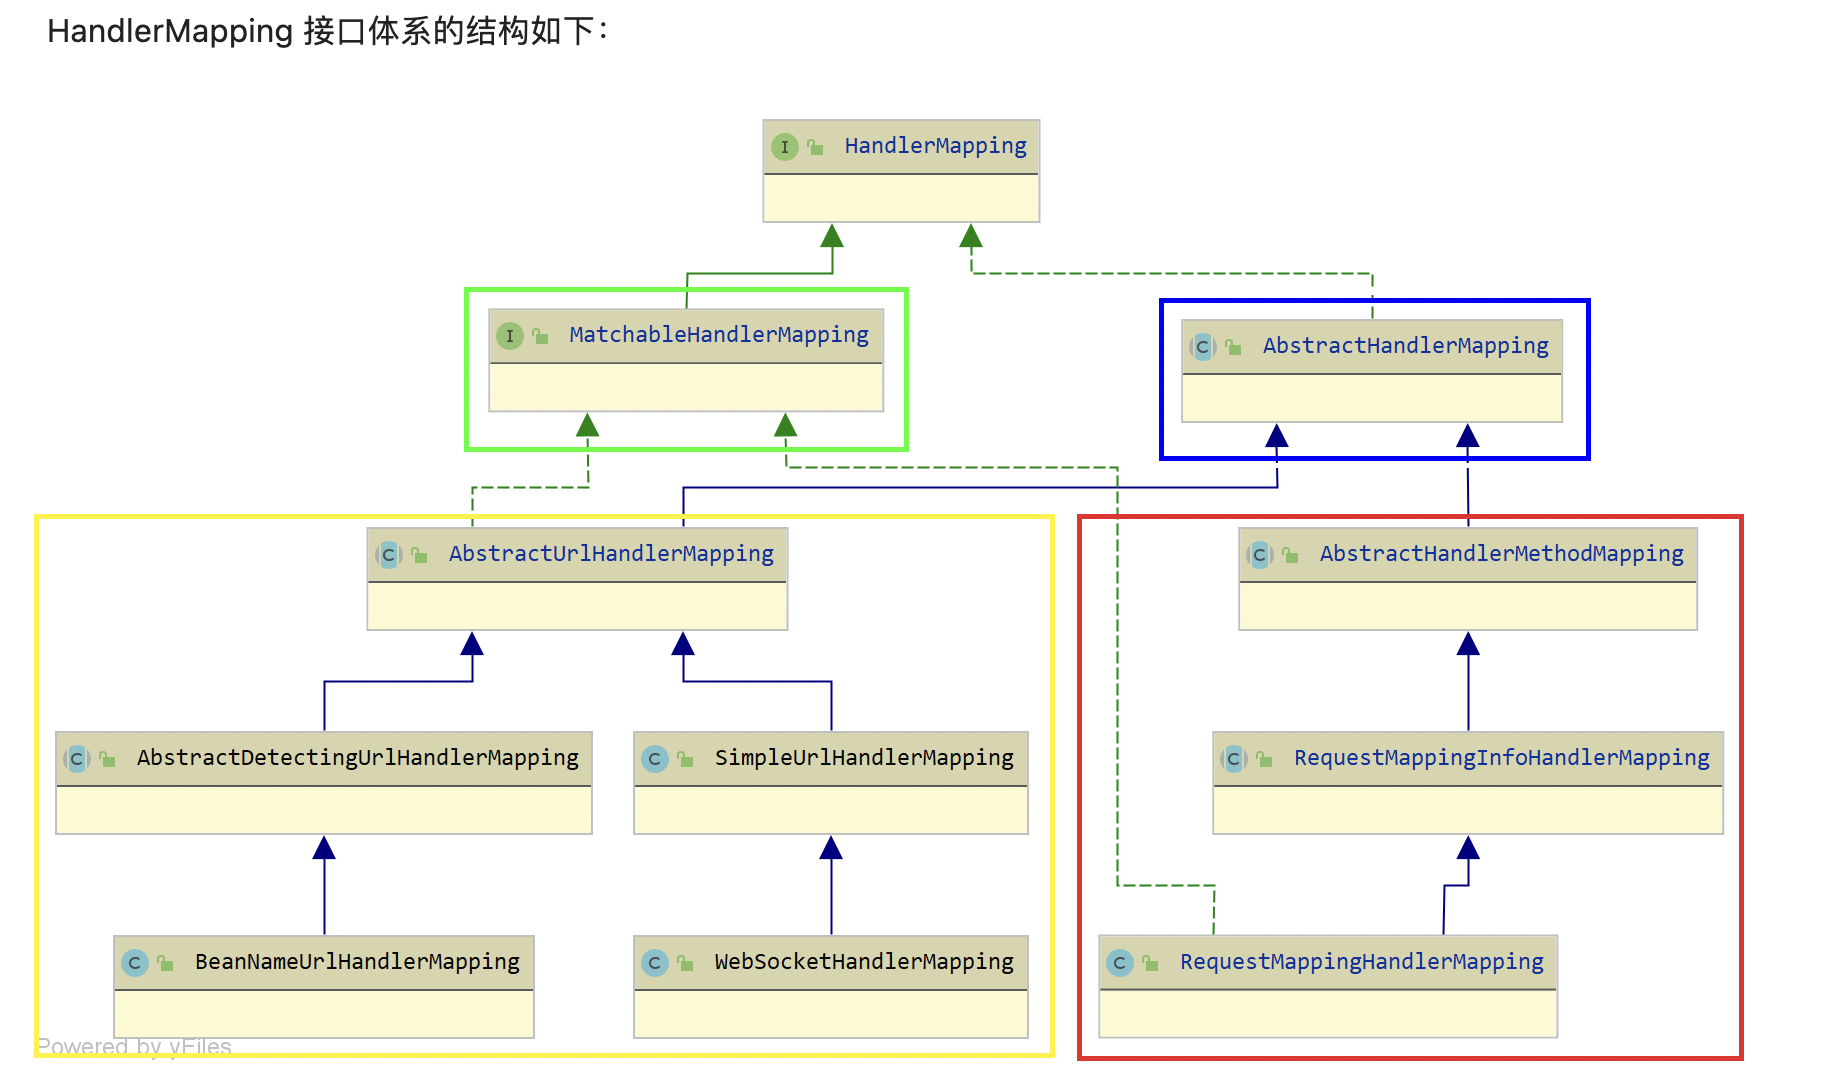 HandlerMapping 接口体系的结构如下：
I HandlerMapping
I MatchableHandlerMapping
C AbstractHandlerMapping
C AbstractUrlHandlerMapping
C AbstractHandlerMethodMapping
C AbstractDetectingUrlHandlerMapping
C SimpleUrlHandlerMapping
C RequestMappingInfoHandlerMapping
C BeanNameUrlHandlerMapping
C WebSocketHandlerMapping
C RequestMappingHandlerMapping
Powered by yFiles